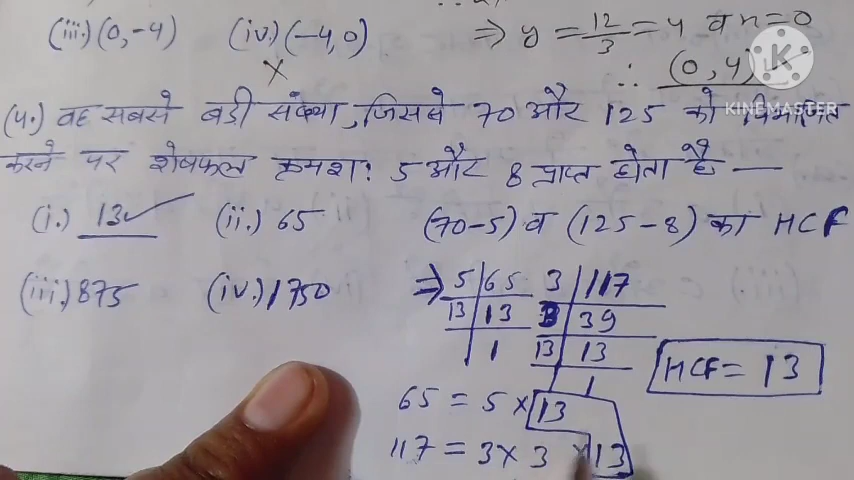 (iii.) (0,-4) (iv.) (-4,0) ⇒ y = 12/3 = 4 व x = 0
∴ (0,4)
KINEMASTER
(4.) वह सबसे बड़ी संख्या, जिससे 70 और 125 को विभाजित
करने पर शेषफल क्रमश: 5 और 8 प्राप्त होता है —
(i.) 13 ✓ (ii.) 65 (70-5) व (125-8) का HCF
(iii.) 875 (iv.) 1750 ⇒ 5 | 65 3 | 117
13 | 13 3 | 39
1 13 | 13
1
HCF = 13
65 = 5 × 13
117 = 3 × 3 × 13